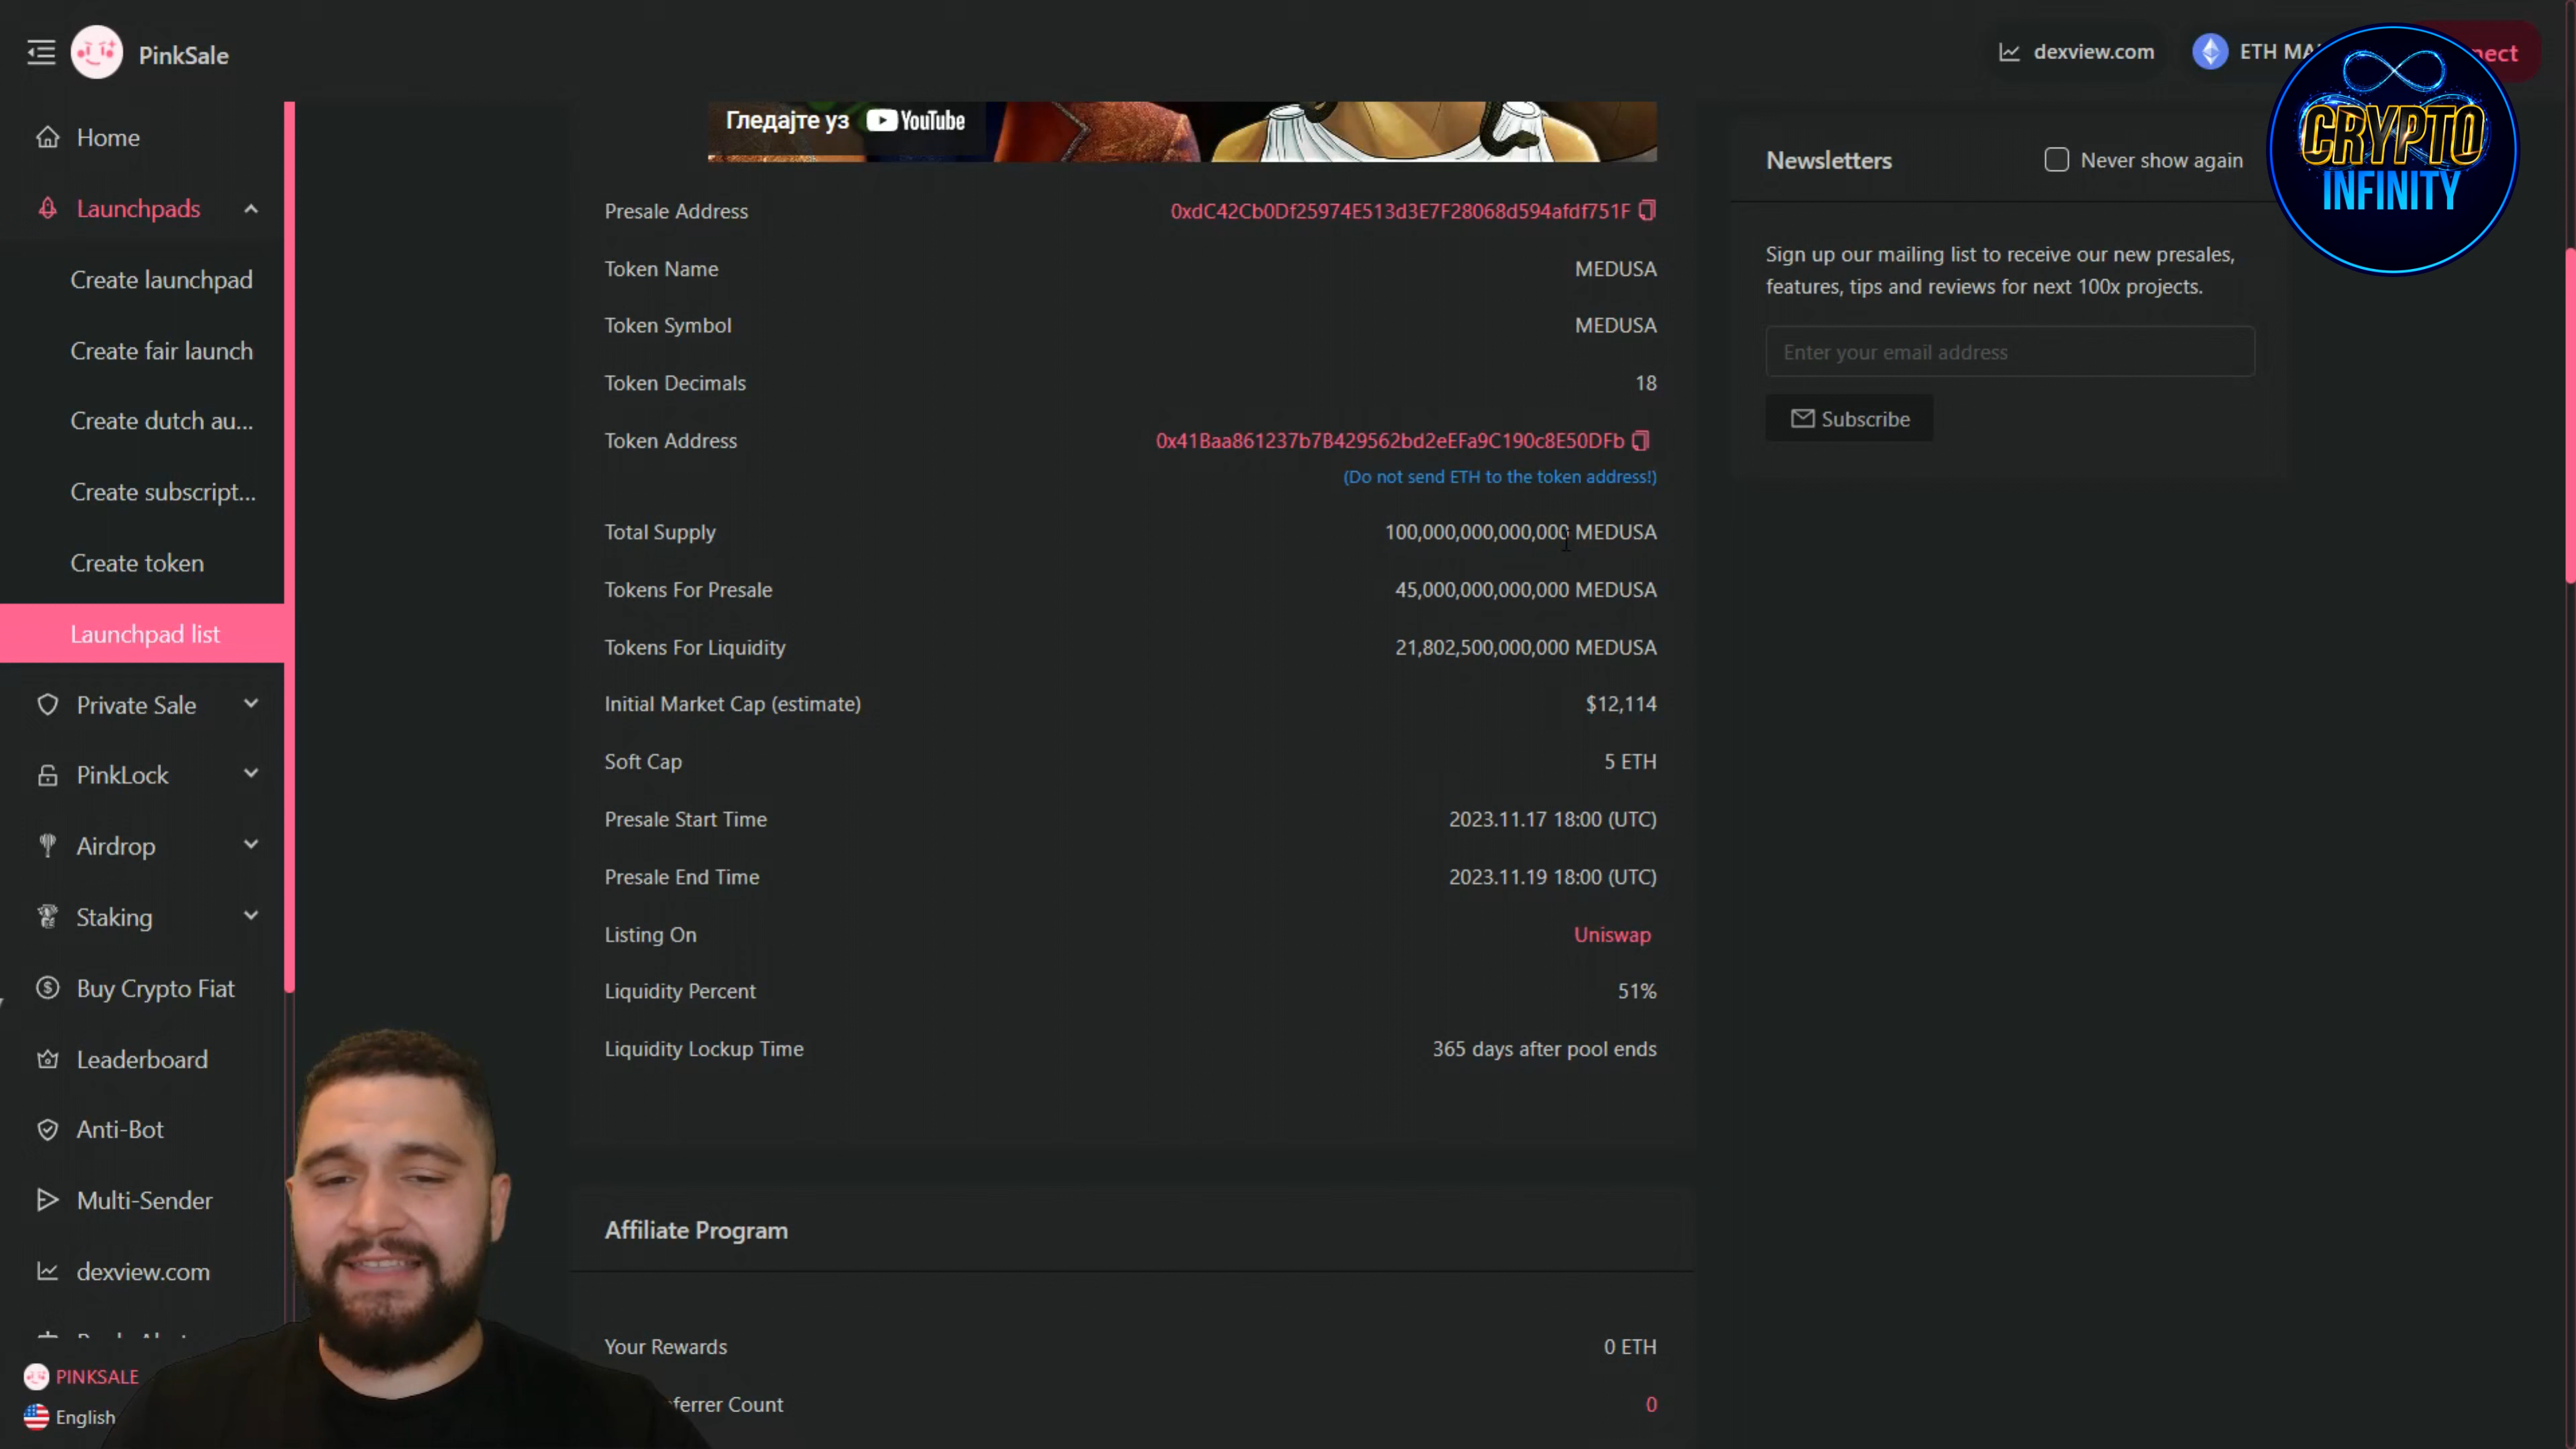 PinkSale
dexview.com
ETH MA
nect
CRYPTO
INFINITY
Home
Launchpads
Create launchpad
Create fair launch
Create dutch au...
Create subscript...
Create token
Launchpad list
Private Sale
PinkLock
Airdrop
Staking
Buy Crypto Fiat
Leaderboard
Anti-Bot
Multi-Sender
dexview.com
PINKSALE
English
Гледајте уз YouTube
Presale Address 0xdC42Cb0Df25974E513d3E7F28068d594afdf751F
Token Name MEDUSA
Token Symbol MEDUSA
Token Decimals 18
Token Address 0x41Baa861237b7B429562bd2eEFa9C190c8E50DFb
(Do not send ETH to the token address!)
Total Supply 100,000,000,000,000 MEDUSA
Tokens For Presale 45,000,000,000,000 MEDUSA
Tokens For Liquidity 21,802,500,000,000 MEDUSA
Initial Market Cap (estimate) $12,114
Soft Cap 5 ETH
Presale Start Time 2023.11.17 18:00 (UTC)
Presale End Time 2023.11.19 18:00 (UTC)
Listing On Uniswap
Liquidity Percent 51%
Liquidity Lockup Time 365 days after pool ends
Affiliate Program
Your Rewards 0 ETH
ferrer Count 0
Newsletters
Never show again
Sign up our mailing list to receive our new presales,
features, tips and reviews for next 100x projects.
Enter your email address
Subscribe